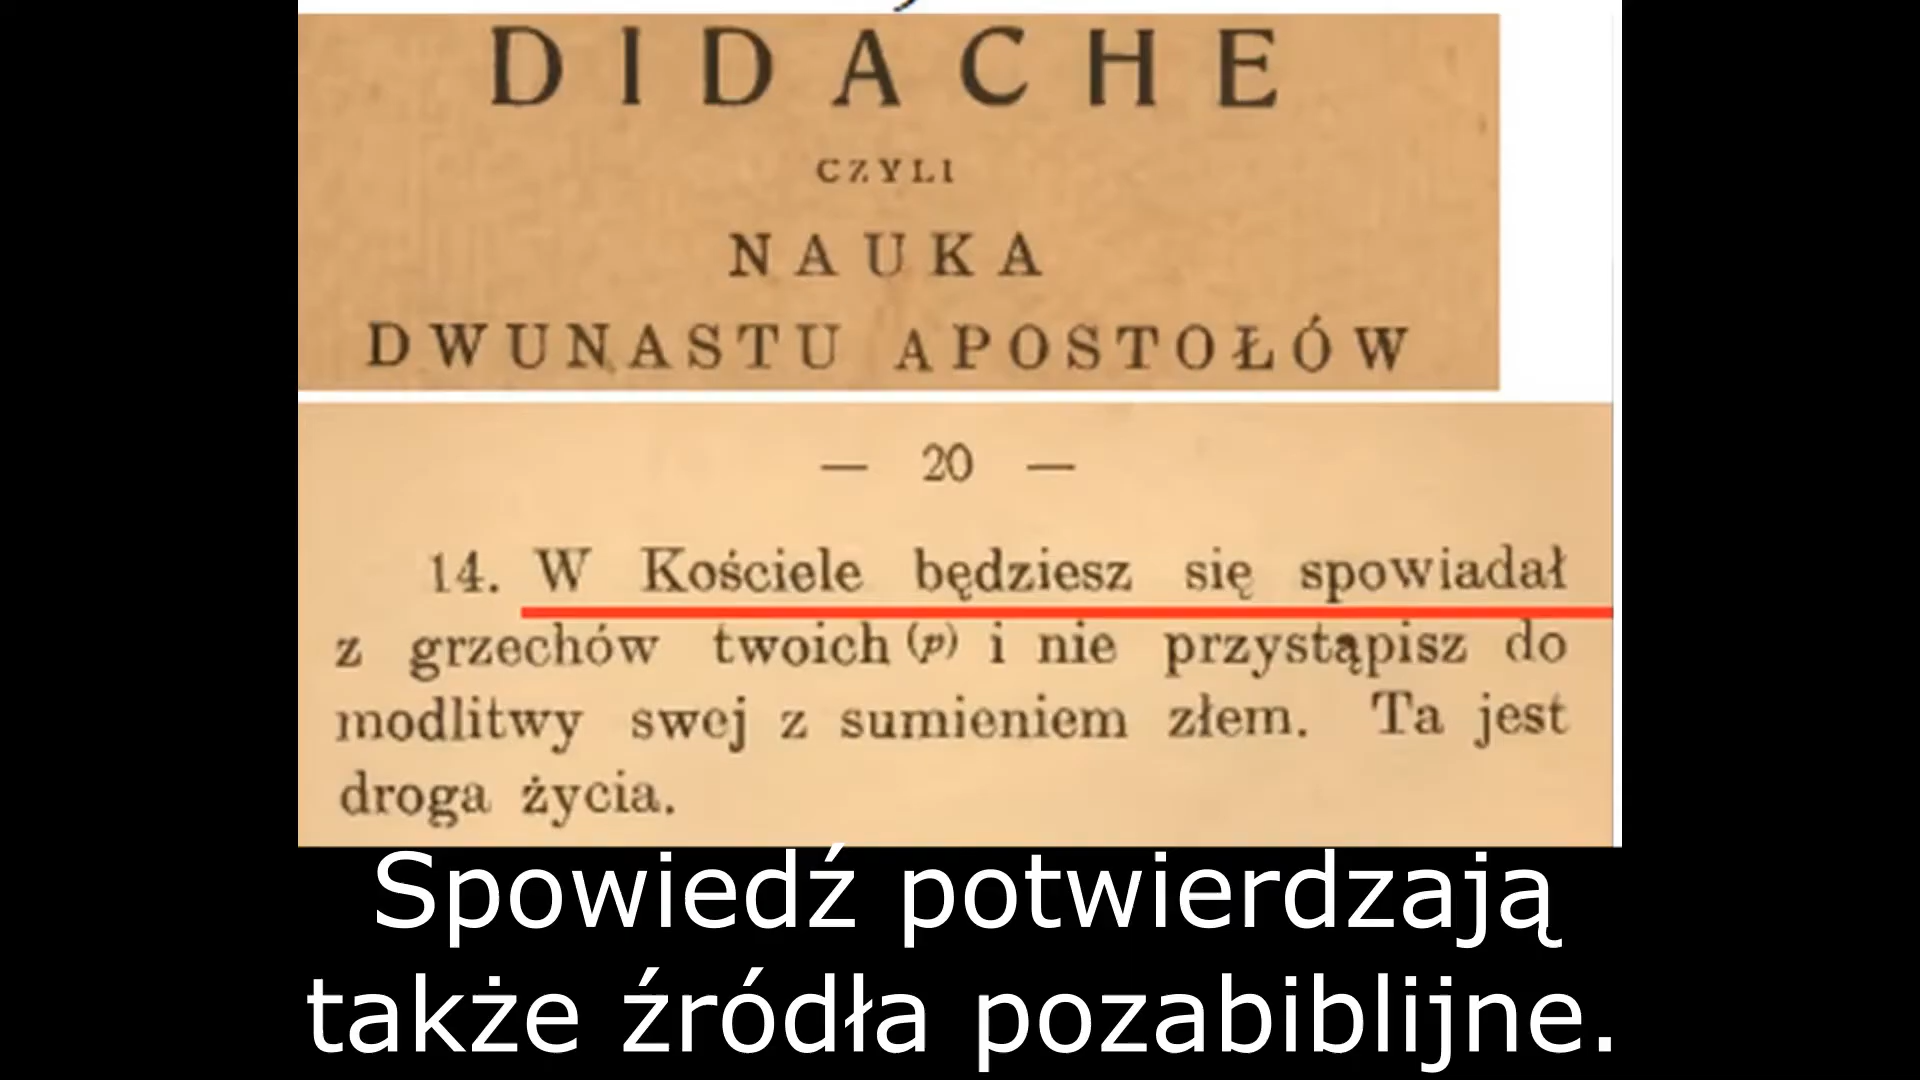 DIDACHE
CZYLI
NAUKA
DWUNASTU APOSTOŁÓW
— 20 —
14. W Kościele będziesz się spowiadał
z grzechów twoich (p) i nie przystąpisz do
modlitwy swej z sumieniem złem. Ta jest
droga życia.
Spowiedź potwierdzają
także źródła pozabiblijne.